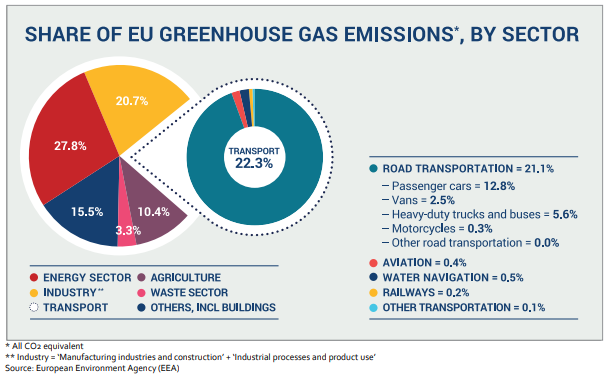 SHARE OF EU GREENHOUSE GAS EMISSIONS*, BY SECTOR
20.7%
27.8%
15.5%
3.3%
10.4%
TRANSPORT
22.3%
ENERGY SECTOR
AGRICULTURE
INDUSTRY**
WASTE SECTOR
TRANSPORT
OTHERS, INCL BUILDINGS
ROAD TRANSPORTATION = 21.1%
– Passenger cars = 12.8%
– Vans = 2.5%
– Heavy-duty trucks and buses = 5.6%
– Motorcycles = 0.3%
– Other road transportation = 0.0%
AVIATION = 0.4%
WATER NAVIGATION = 0.5%
RAILWAYS = 0.2%
OTHER TRANSPORTATION = 0.1%
* All CO₂ equivalent
** Industry = ‘Manufacturing industries and construction’ + ‘Industrial processes and product use’
Source: European Environment Agency (EEA)